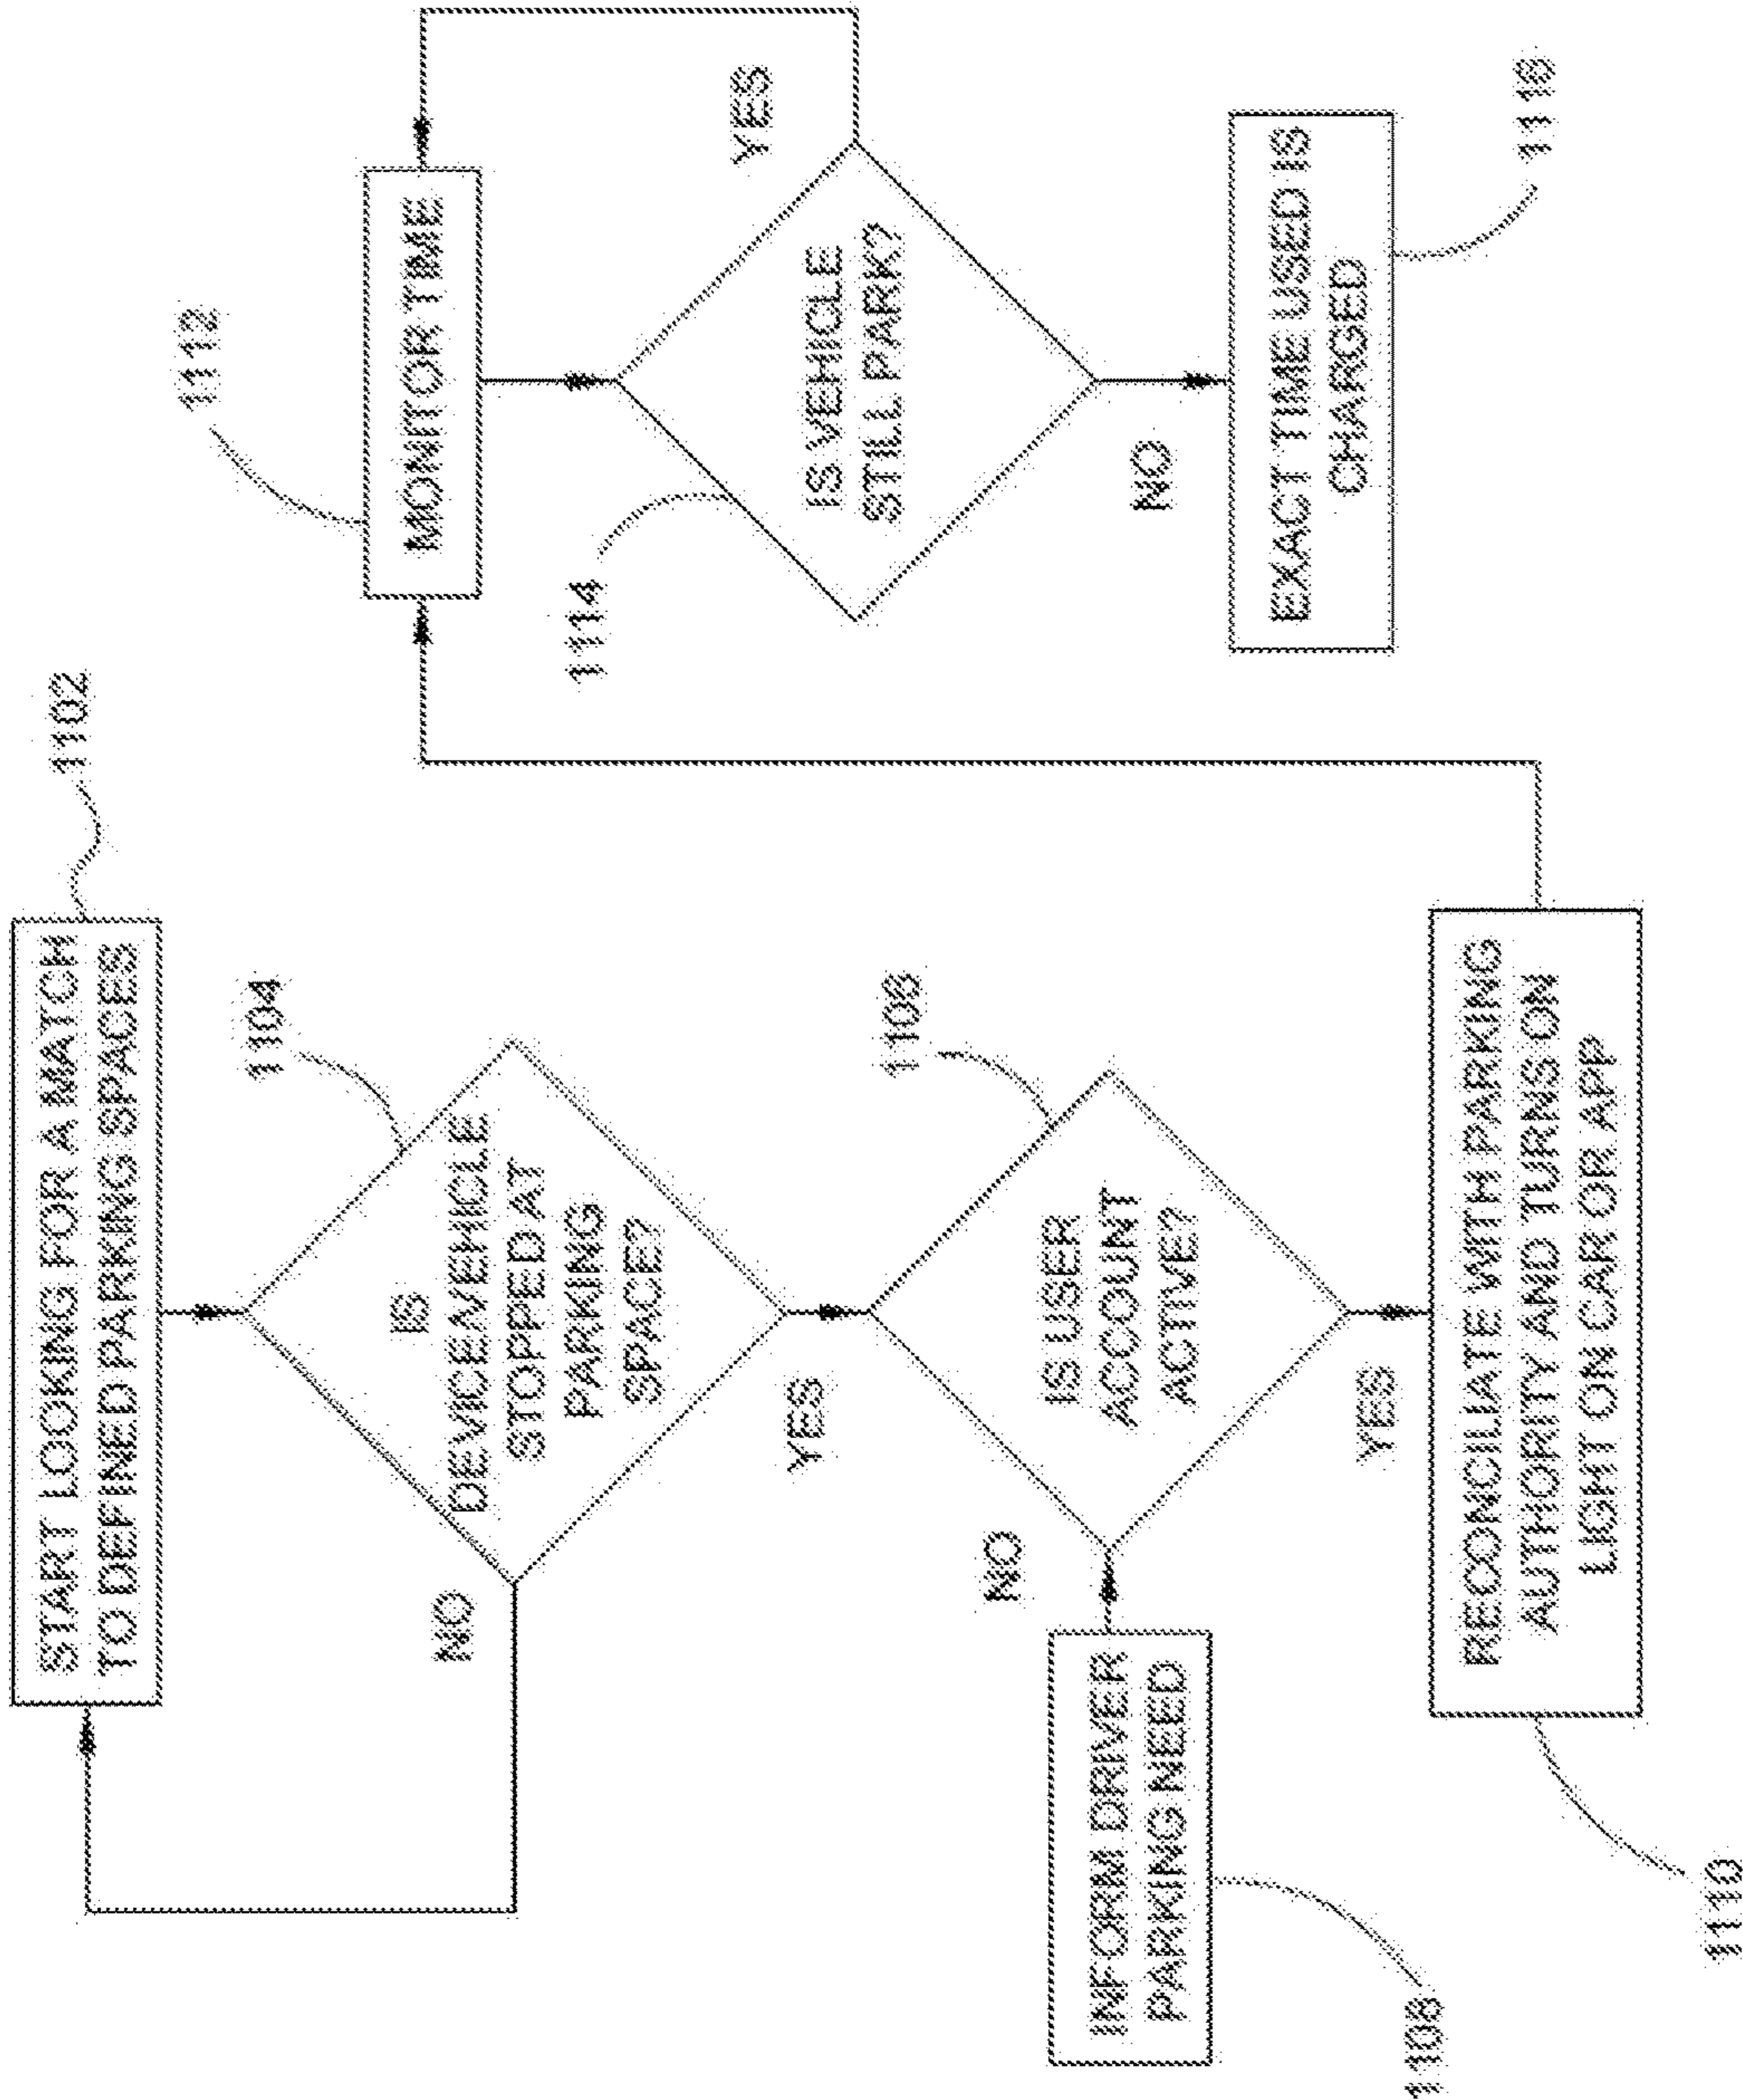 START LOOKING FOR A MATCH
TO DEFINED PARKING SPACES
1102
IS
DEVICE/VEHICLE
STOPPED AT
PARKING
SPACE?
1104
NO
YES
IS USER
ACCOUNT
ACTIVE?
1106
NO
INFORM DRIVER
PARKING NEED
1108
YES
RECONCILIATE WITH PARKING
AUTHORITY AND TURNS ON
LIGHT ON CAR OR APP
1110
MONITOR TIME
1112
IS VEHICLE
STILL PARK?
1114
YES
NO
EXACT TIME USED IS
CHARGED
1116